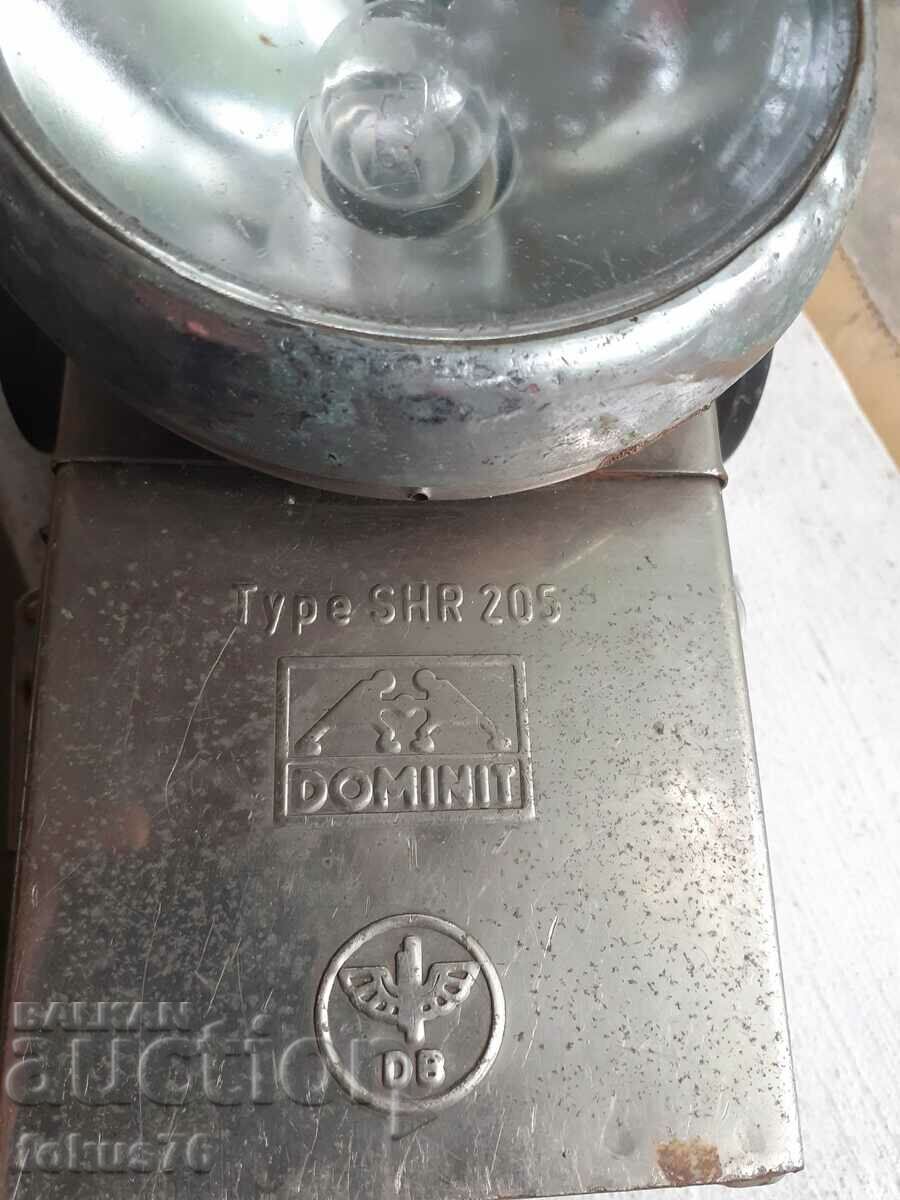 Type SHR 205
DOMINIT
DB
BALKAN
auction
fokus76